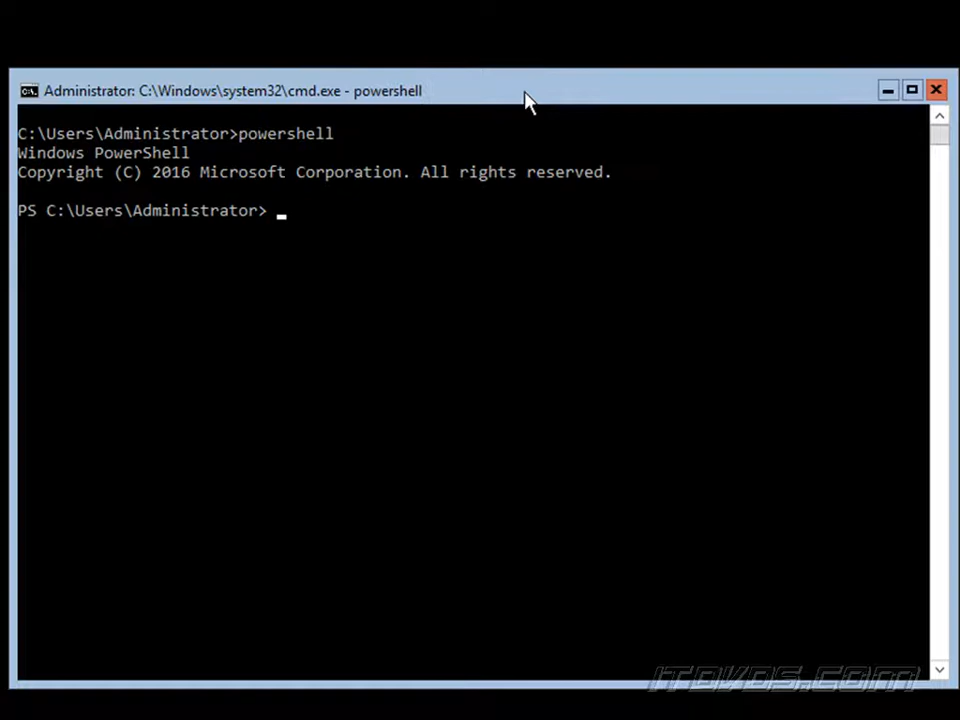 Administrator: C:\Windows\system32\cmd.exe - powershell
C:\Users\Administrator>powershell
Windows PowerShell
Copyright (C) 2016 Microsoft Corporation. All rights reserved.
PS C:\Users\Administrator>
ITDVDS.COM